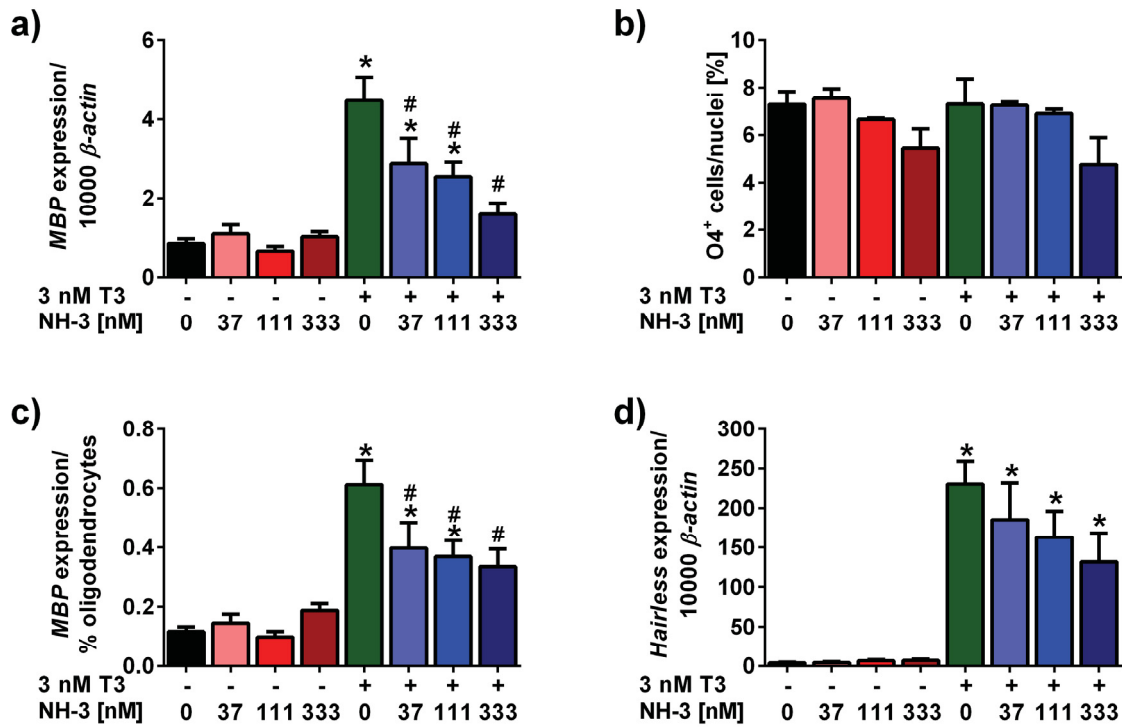 a)
MBP expression/
10000 β-actin
6
4
2
0
*
#
*
#
*
#
3 nM T3 - - - - + + + +
NH-3 [nM] 0 37 111 333 0 37 111 333
b)
O4+ cells/nuclei [%]
10
8
6
4
2
0
3 nM T3 - - - - + + + +
NH-3 [nM] 0 37 111 333 0 37 111 333
c)
MBP expression/
% oligodendrocytes
0.8
0.6
0.4
0.2
0.0
*
#
*
#
*
#
3 nM T3 - - - - + + + +
NH-3 [nM] 0 37 111 333 0 37 111 333
d)
Hairless expression/
10000 β-actin
300
250
200
150
100
50
0
*
*
*
*
3 nM T3 - - - - + + + +
NH-3 [nM] 0 37 111 333 0 37 111 333